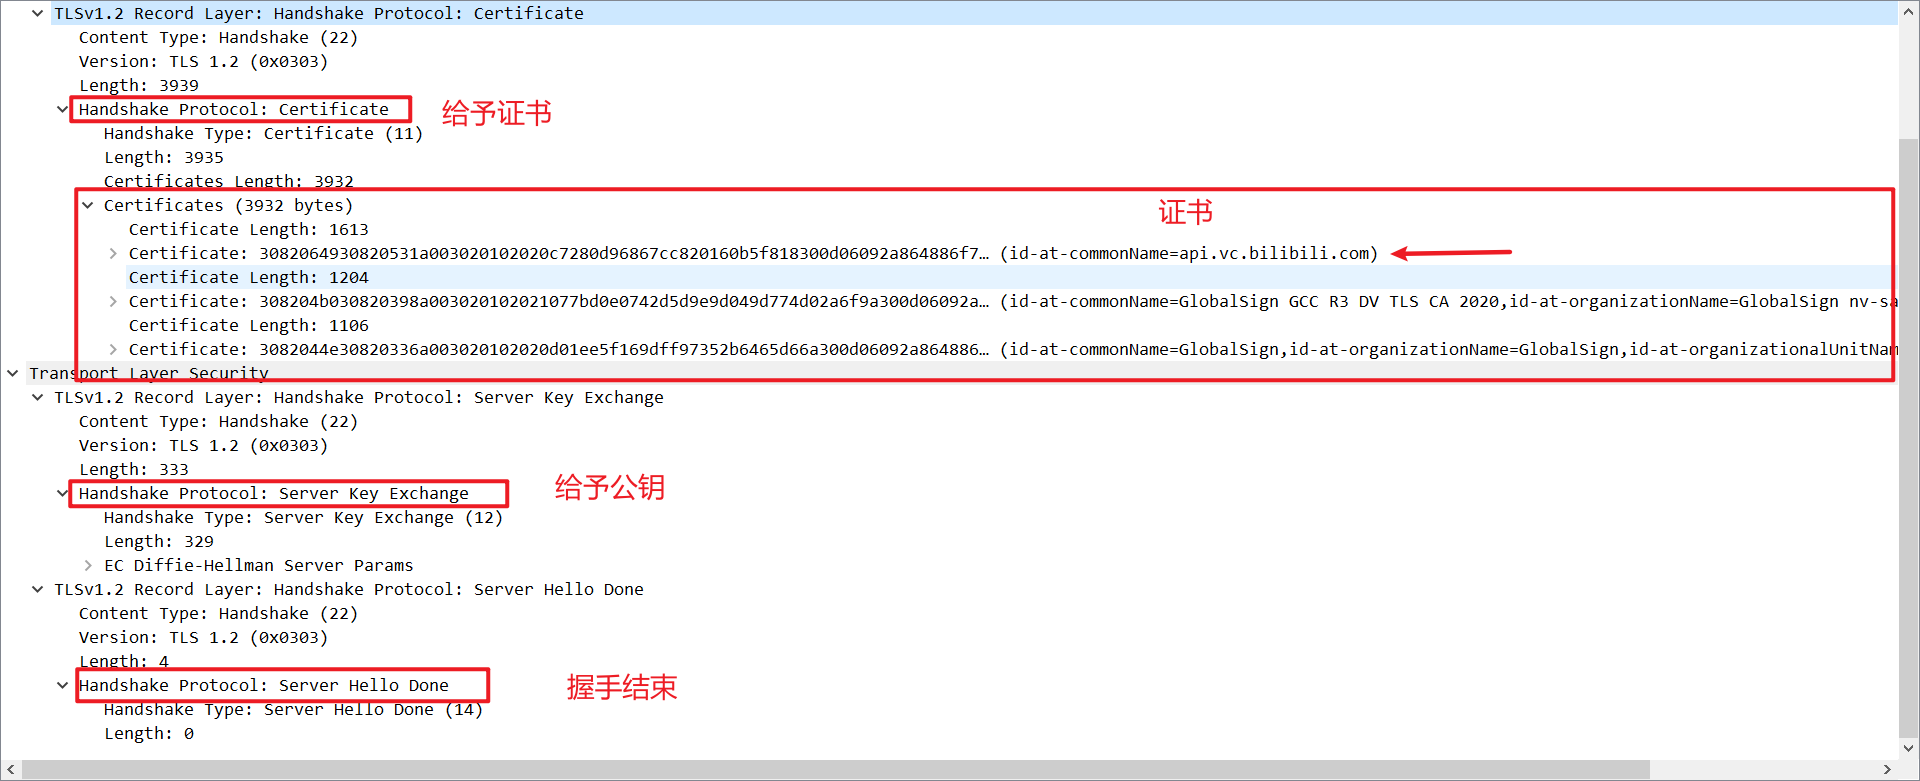 TLSv1.2 Record Layer: Handshake Protocol: Certificate
Content Type: Handshake (22)
Version: TLS 1.2 (0x0303)
Length: 3939
Handshake Protocol: Certificate 给予证书
Handshake Type: Certificate (11)
Length: 3935
Certificates Length: 3932
Certificates (3932 bytes) 证书
Certificate Length: 1613
Certificate: 3082064930820531a003020102020c7280d96867cc820160b5f818300d06092a864886f7… (id-at-commonName=api.vc.bilibili.com)
Certificate Length: 1204
Certificate: 308204b030820398a003020102021077bd0e0742d5d9e9d049d774d02a6f9a300d06092a… (id-at-commonName=GlobalSign GCC R3 DV TLS CA 2020,id-at-organizationName=GlobalSign nv-sa
Certificate Length: 1106
Certificate: 3082044e30820336a003020102020d01ee5f169dff97352b6465d66a300d06092a864886… (id-at-commonName=GlobalSign,id-at-organizationName=GlobalSign,id-at-organizationalUnitNam
Transport Layer Security
TLSv1.2 Record Layer: Handshake Protocol: Server Key Exchange
Content Type: Handshake (22)
Version: TLS 1.2 (0x0303)
Length: 333
Handshake Protocol: Server Key Exchange 给予公钥
Handshake Type: Server Key Exchange (12)
Length: 329
EC Diffie-Hellman Server Params
TLSv1.2 Record Layer: Handshake Protocol: Server Hello Done
Content Type: Handshake (22)
Version: TLS 1.2 (0x0303)
Length: 4
Handshake Protocol: Server Hello Done 握手结束
Handshake Type: Server Hello Done (14)
Length: 0